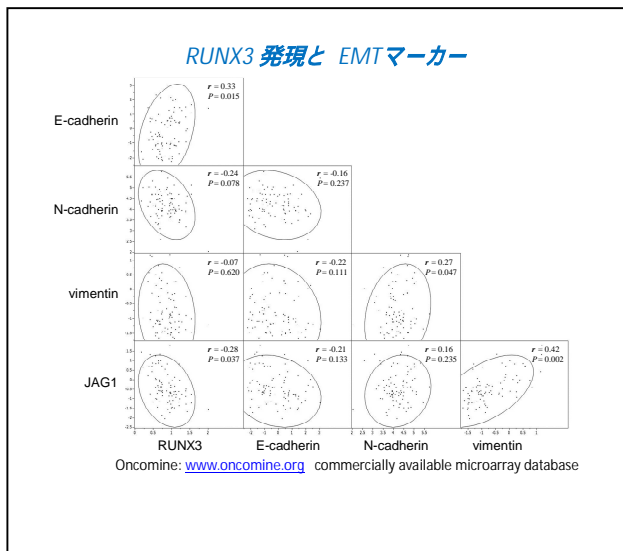 RUNX3 発現と EMTマーカー
E-cadherin
r = 0.33
P = 0.015
N-cadherin
r = -0.24
P = 0.078
r = -0.16
P = 0.237
vimentin
r = -0.07
P = 0.620
r = -0.22
P = 0.111
r = 0.27
P = 0.047
JAG1
r = -0.28
P = 0.037
r = -0.21
P = 0.133
r = 0.16
P = 0.235
r = 0.42
P = 0.002
RUNX3 E-cadherin N-cadherin vimentin
Oncomine: www.oncomine.org commercially available microarray database